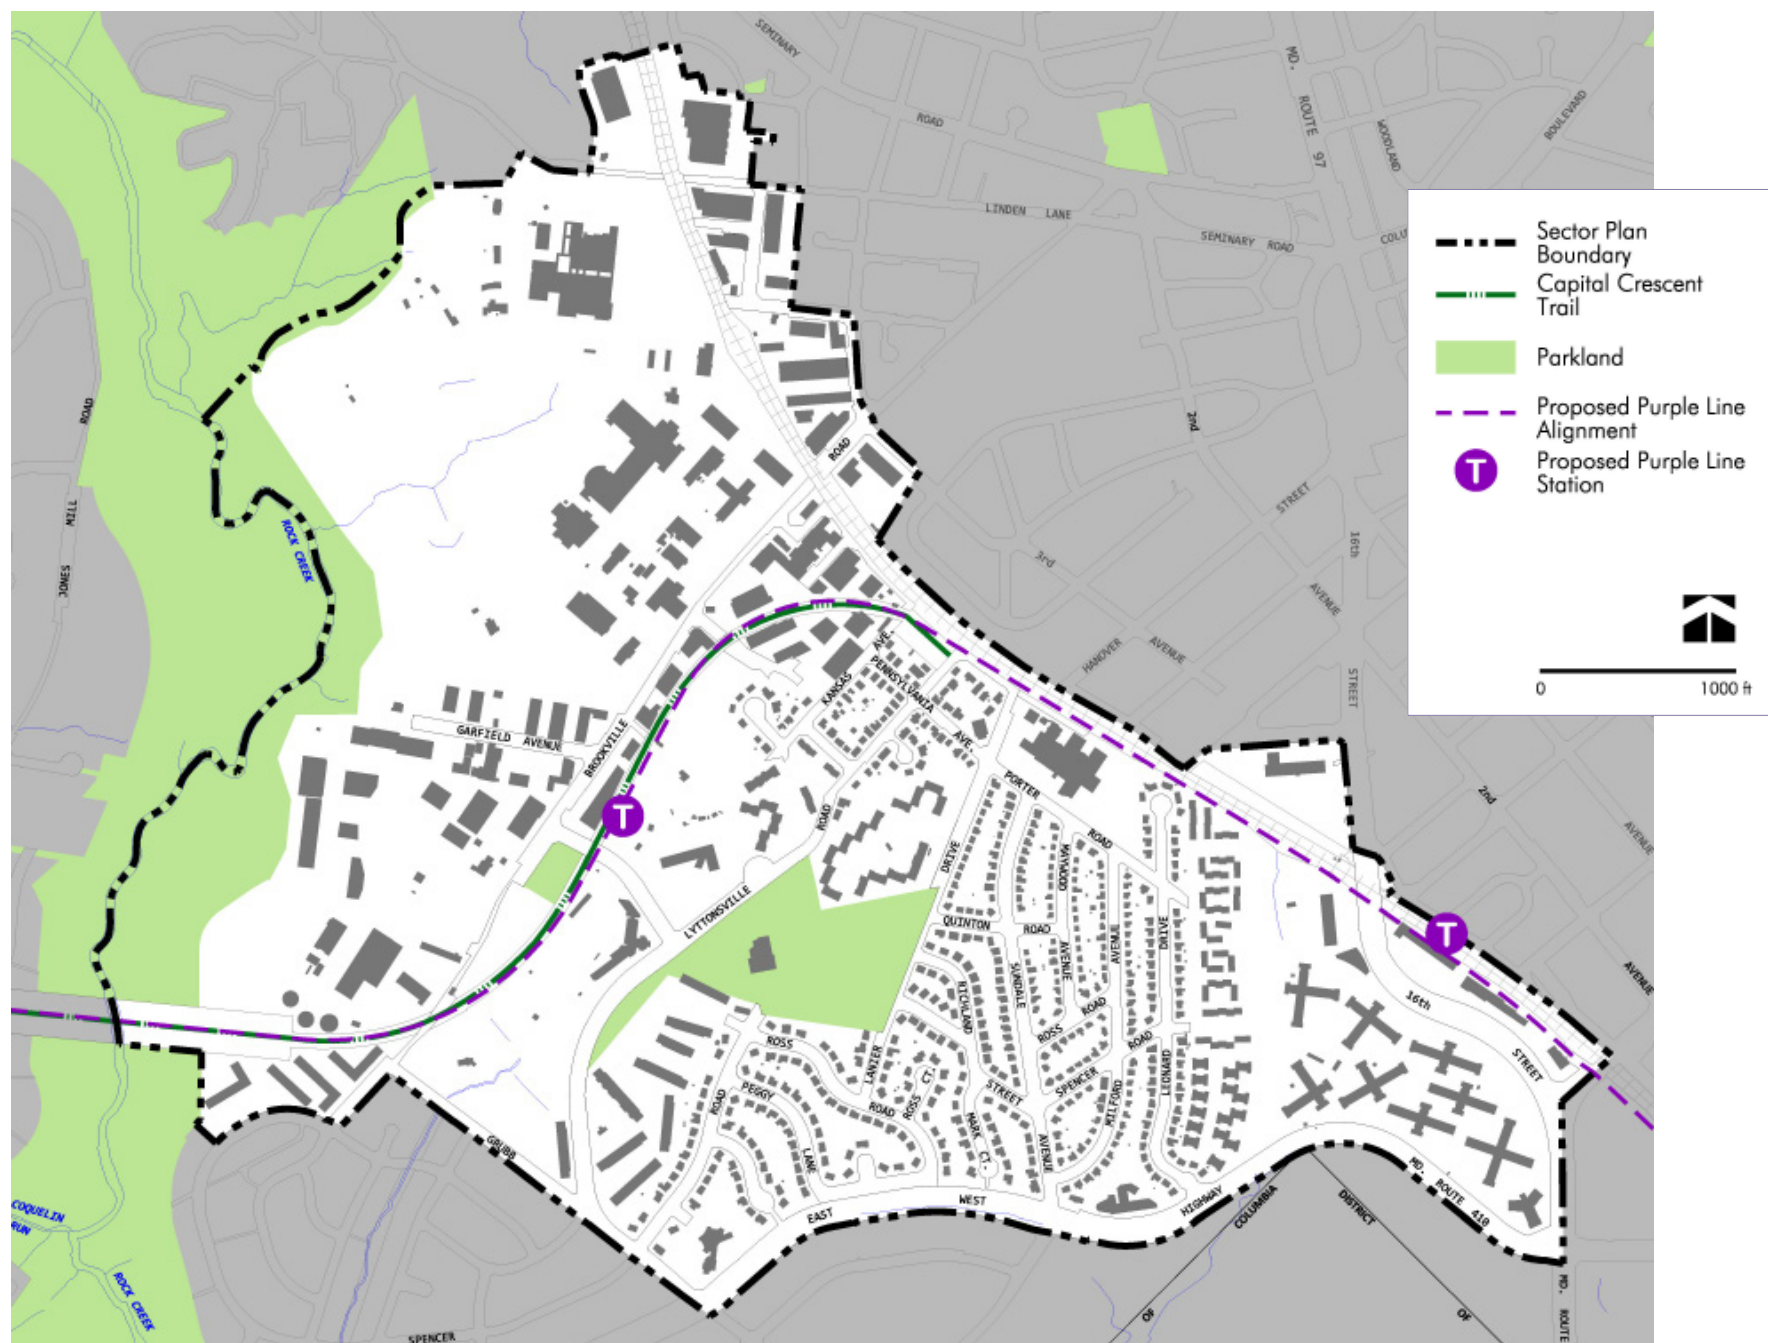 SEMINARY
ROAD
MD.
ROUTE 97
WOODLAND
BOULEVARD
LINDEN LANE
SEMINARY ROAD
COLU
Sector Plan
Boundary
Capital Crescent
Trail
Parkland
Proposed Purple Line
Alignment
T
Proposed Purple Line
Station
0
1000 ft
ROAD
MILL
JONES
ROCK CREEK
ROAD
2nd
STREET
3rd
16th
AVENUE
HANOVER
AVENUE
STREET
2nd
AVENUE
AVENUE
AVE.
KANSAS
PENNSYLVANIA
AVE.
GARFIELD AVENUE
BROOKVILLE
T
PORTER
ROAD
ROAD
DRIVE
MAYWOOD
LYTTONSVILLE
QUINTON
ROAD
AVENUE
AVENUE
DRIVE
T
SUNDALE
RICHLAND
16th
STREET
ROSS
ROAD
ROAD
ROSS
LANIER
PEGGY
ROAD
ROAD
ROSS
CT.
STREET
SPENCER
MILFORD
LEONARD
MARK
CT.
LANE
AVENUE
GRUBB
EAST
WEST
HIGHWAY
MD.
ROUTE
410
COLUMBIA
DISTRICT
OF
OF
MD. ROUTE
COQUELIN
RUN
ROCK CREEK
SPENCER